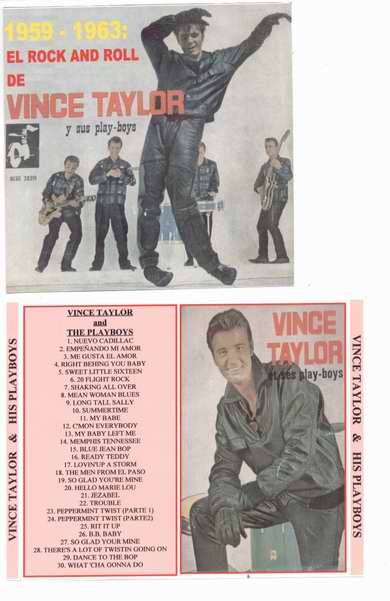 1959 - 1963:
EL ROCK AND ROLL
DE
VINCE TAYLOR
y sus play-boys
VINCE TAYLOR & HIS PLAYBOYS
VINCE TAYLOR
and
THE PLAYBOYS
1. NUEVO CADILLAC
2. EMPEÑANDO MI AMOR
3. ME GUSTA EL AMOR
4. RIGHT BEHING YOU BABY
5. SWEET LITTLE SIXTEEN
6. 20 FLIGHT ROCK
7. SHAKING ALL OVER
8. MEAN WOMAN BLUES
9. LONG TALL SALLY
10. SUMMERTIME
11. MY BABE
12. C'MON EVERYBODY
13. MY BABY LEFT ME
14. MEMPHIS TENNESSEE
15. BLUE JEAN BOP
16. READY TEDDY
17. LOVIN'UP A STORM
18. THE MEN FROM EL PASO
19. SO GLAD YOU'RE MINE
20. HELLO MARIE LOU
21. JEZABEL
22. TROUBLE
23. PEPPERMINT TWIST (PARTE 1)
24. PEPPERMINT TWIST (PARTE2)
25. RIT IT UP
26. B.B. BABY
27. SO GLAD YOUR MINE
28. THERE'S A LOT OF TWISTIN GOING ON
29. DANCE TO THE BOP
30. WHAT 'CHA GONNA DO
VINCE
TAYLOR
et ses play-boys
VINCE TAYLOR & HIS PLAYBOYS